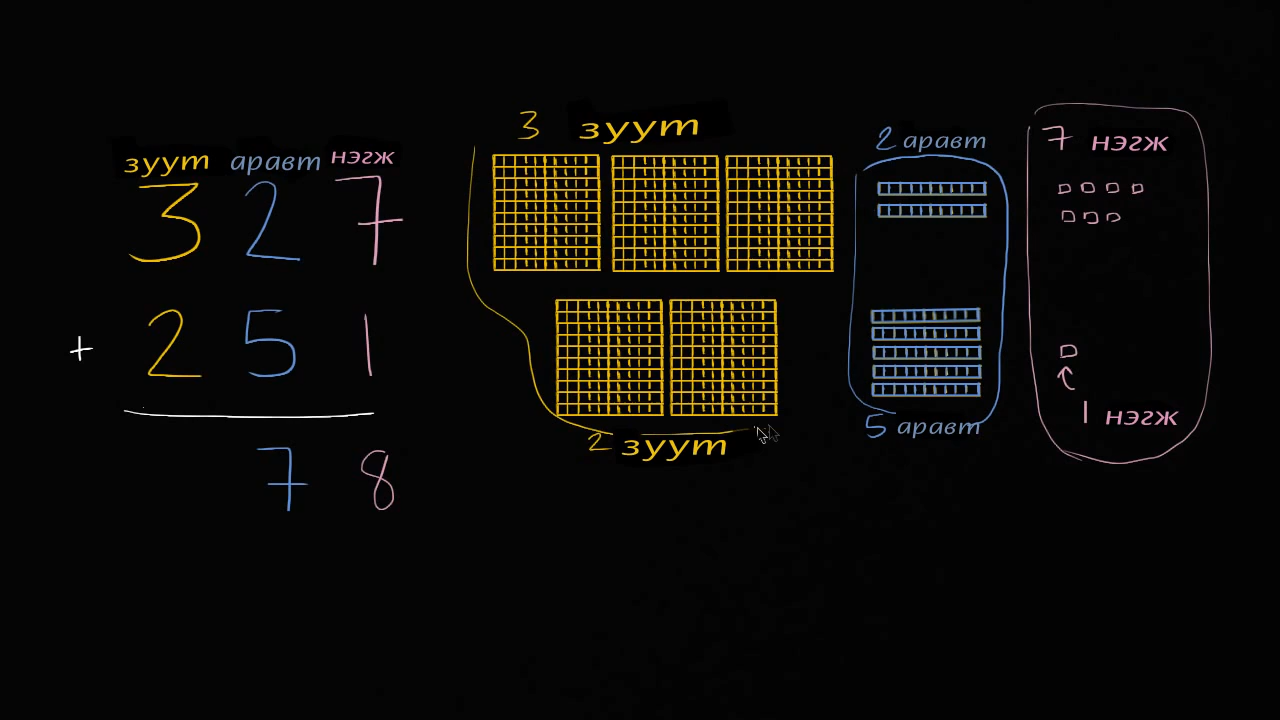 зуут аравт нэгж
3 2 7
+ 2 5 1
7 8
3 зуут
2 зуут
2 аравт
5 аравт
7 нэгж
1 нэгж